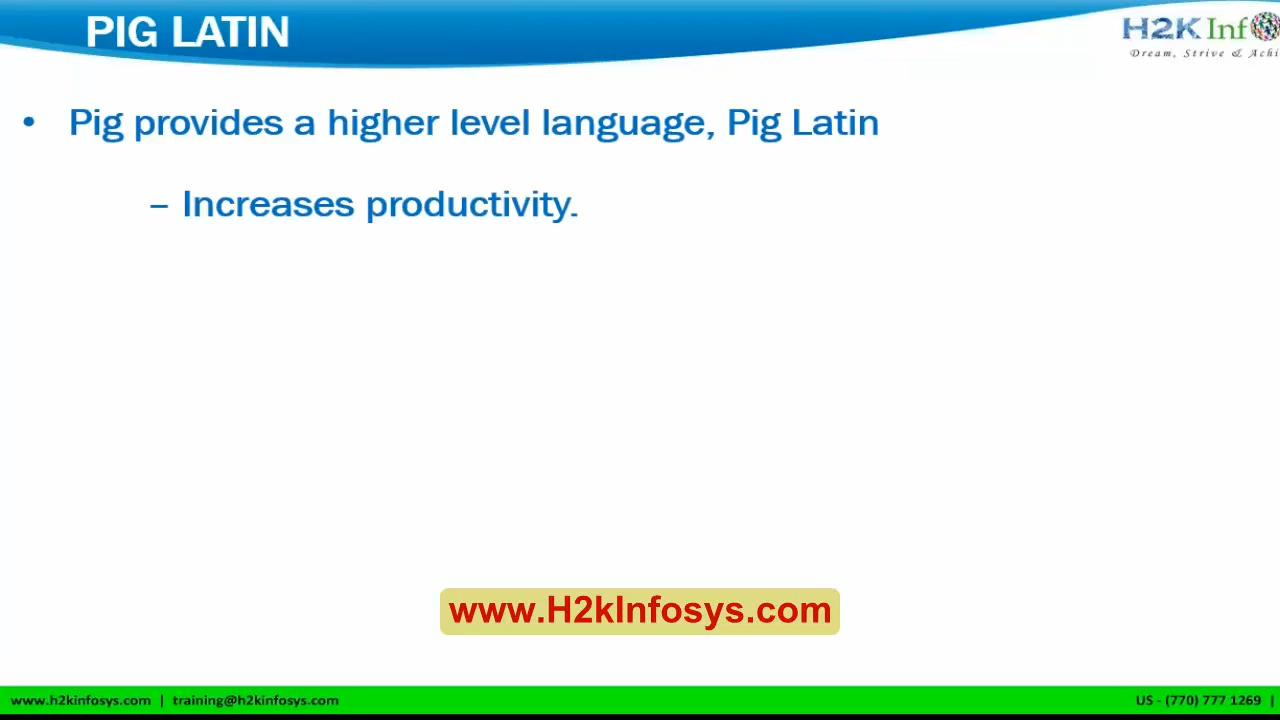 PIG LATIN
H2K Inf
Dream, Strive & Achi
• Pig provides a higher level language, Pig Latin
– Increases productivity.
www.H2kInfosys.com
www.h2kinfosys.com | training@h2kinfosys.com
US - (770) 777 1269 |